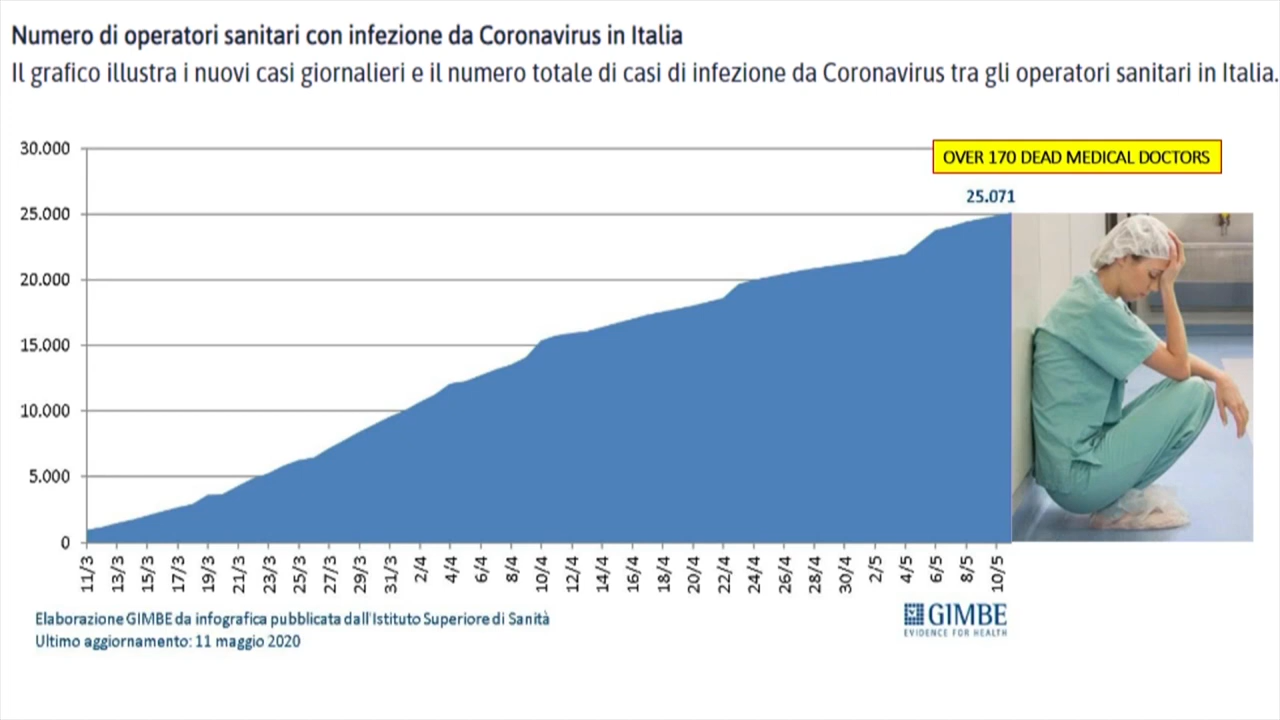 Numero di operatori sanitari con infezione da Coronavirus in Italia
Il grafico illustra i nuovi casi giornalieri e il numero totale di casi di infezione da Coronavirus tra gli operatori sanitari in Italia.
30.000
OVER 170 DEAD MEDICAL DOCTORS
25.071
25.000
20.000
15.000
10.000
5.000
0
11/3 13/3 15/3 17/3 19/3 21/3 23/3 25/3 27/3 29/3 31/3 2/4 4/4 6/4 8/4 10/4 12/4 14/4 16/4 18/4 20/4 22/4 24/4 26/4 28/4 30/4 2/5 4/5 6/5 8/5 10/5
Elaborazione GIMBE da infografica pubblicata dall'Istituto Superiore di Sanità
Ultimo aggiornamento: 11 maggio 2020
GIMBE
EVIDENCE FOR HEALTH